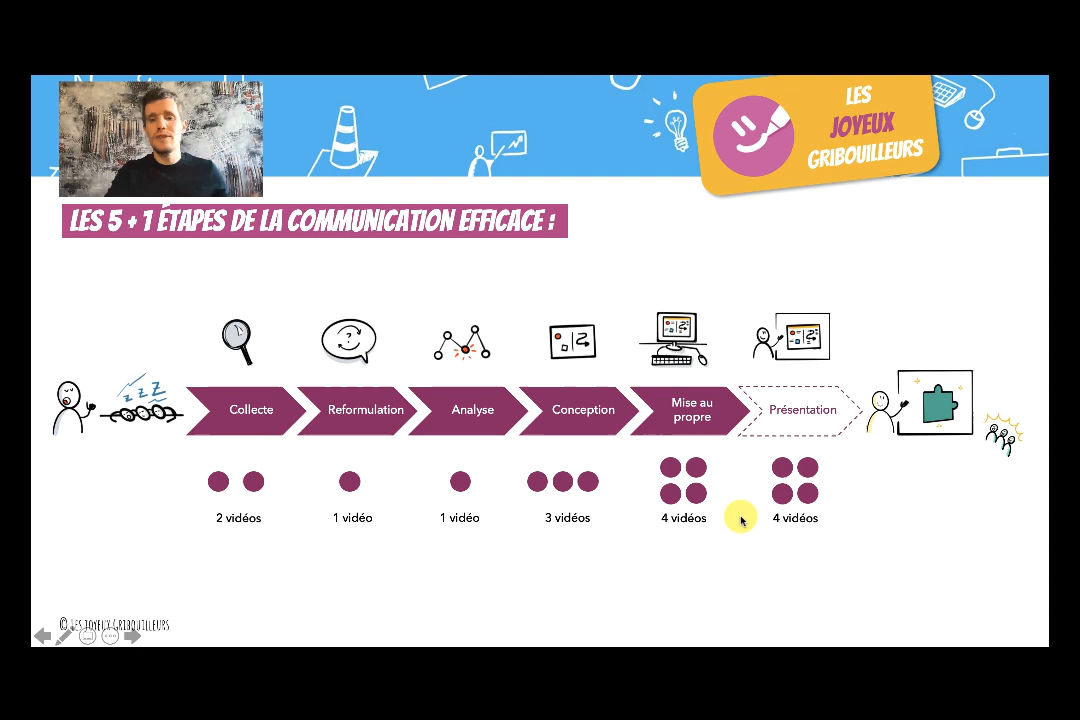 LES
JOYEUX
GRIBOUILLEURS
LES 5 + 1 ÉTAPES DE LA COMMUNICATION EFFICACE :
z z Z
Collecte
Reformulation
Analyse
Conception
Mise au
propre
Présentation
2 vidéos
1 vidéo
1 vidéo
3 vidéos
4 vidéos
4 vidéos
© LES JOYEUX GRIBOUILLEURS